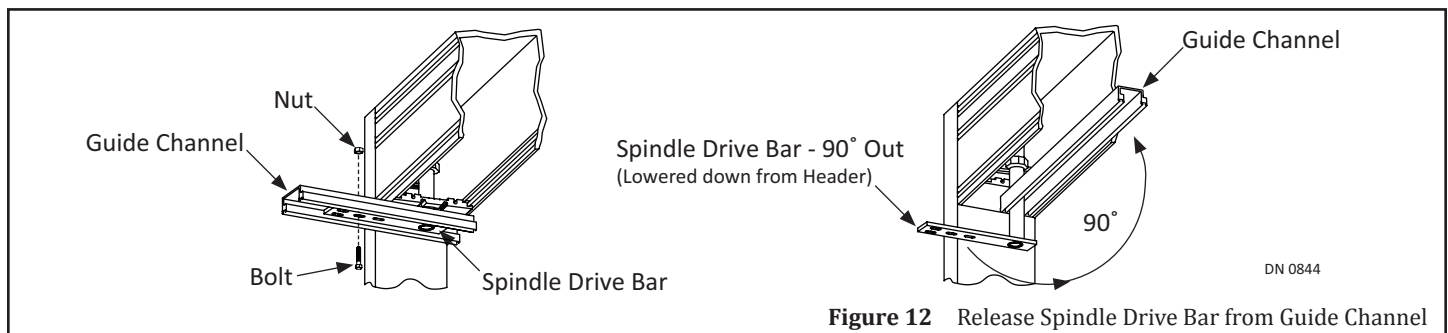 Nut
Guide Channel
Bolt
Spindle Drive Bar
Guide Channel
Spindle Drive Bar - 90˚ Out
(Lowered down from Header)
90˚
DN 0844
Figure 12 Release Spindle Drive Bar from Guide Channel